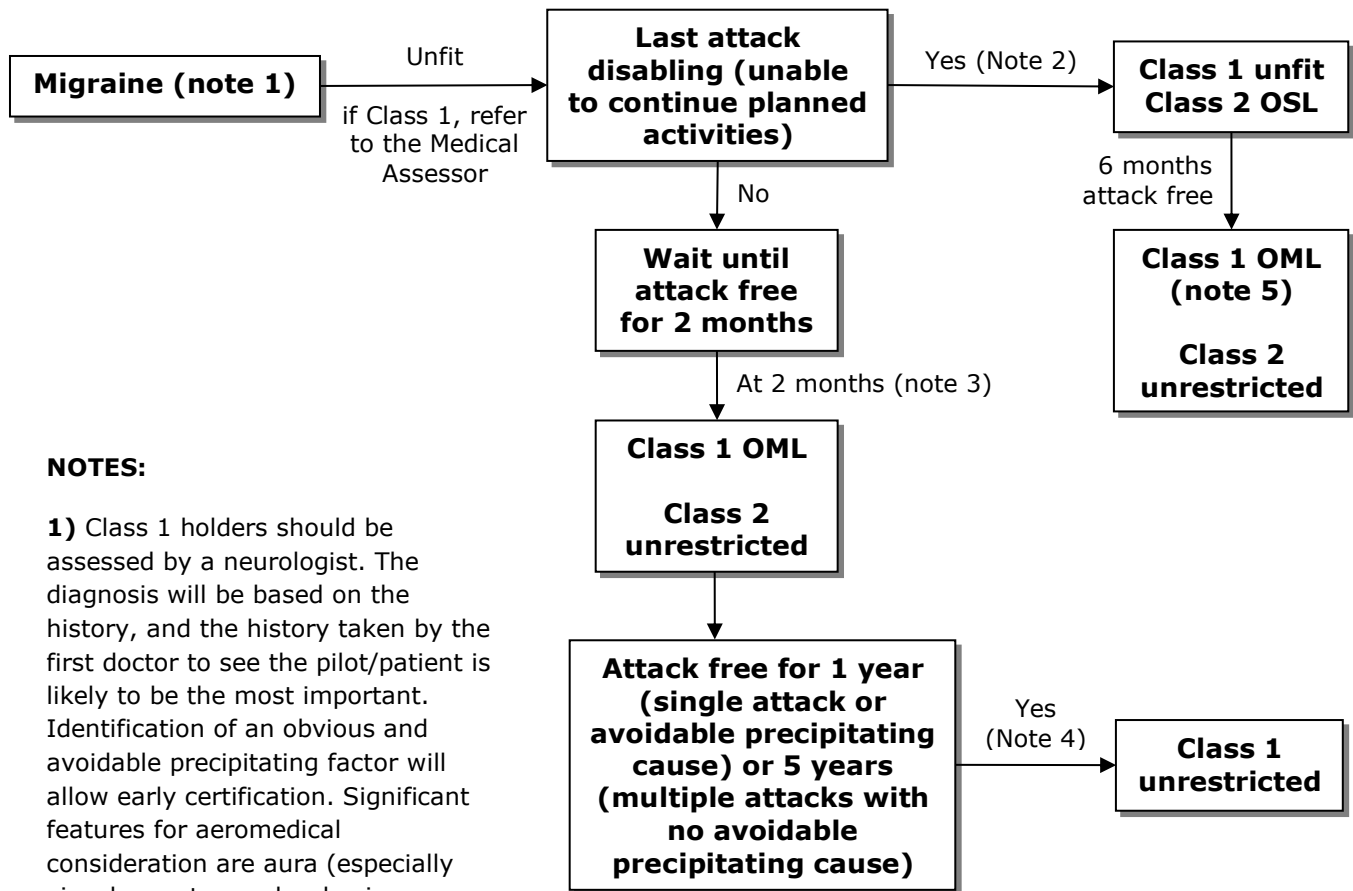 Migraine (note 1)
Unfit
if Class 1, refer
to the Medical
Assessor
Last attack
disabling (unable
to continue planned
activities)
Yes (Note 2)
Class 1 unfit
Class 2 OSL
6 months
attack free
Class 1 OML
(note 5)
Class 2
unrestricted
No
Wait until
attack free
for 2 months
At 2 months (note 3)
Class 1 OML
Class 2
unrestricted
Attack free for 1 year
(single attack or
avoidable precipitating
cause) or 5 years
(multiple attacks with
no avoidable
precipitating cause)
Yes
(Note 4)
Class 1
unrestricted
NOTES:
1) Class 1 holders should be
assessed by a neurologist. The
diagnosis will be based on the
history, and the history taken by the
first doctor to see the pilot/patient is
likely to be the most important.
Identification of an obvious and
avoidable precipitating factor will
allow early certification. Significant
features for aeromedical
consideration are aura (especially